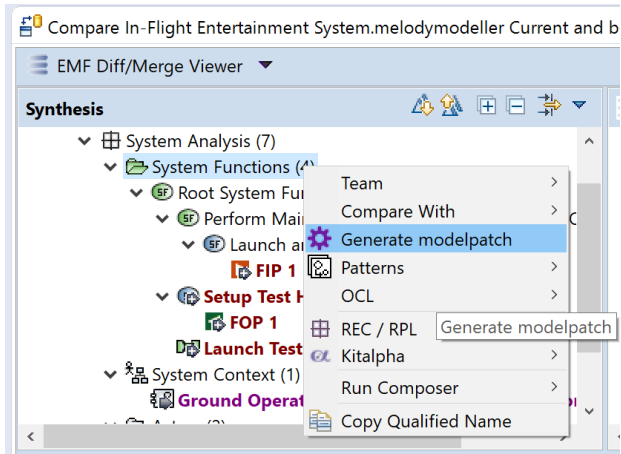 Compare In-Flight Entertainment System.melodymodeller Current and b
EMF Diff/Merge Viewer
Synthesis
System Analysis (7)
System Functions (4)
Root System Fu
Perform Mai
Launch a
FIP 1
Setup Test H
FOP 1
Launch Test
System Context (1)
Ground Operat
Team
Compare With
Generate modelpatch
Patterns
OCL
REC / RPL
Generate modelpatch
Kitalpha
Run Composer
Copy Qualified Name